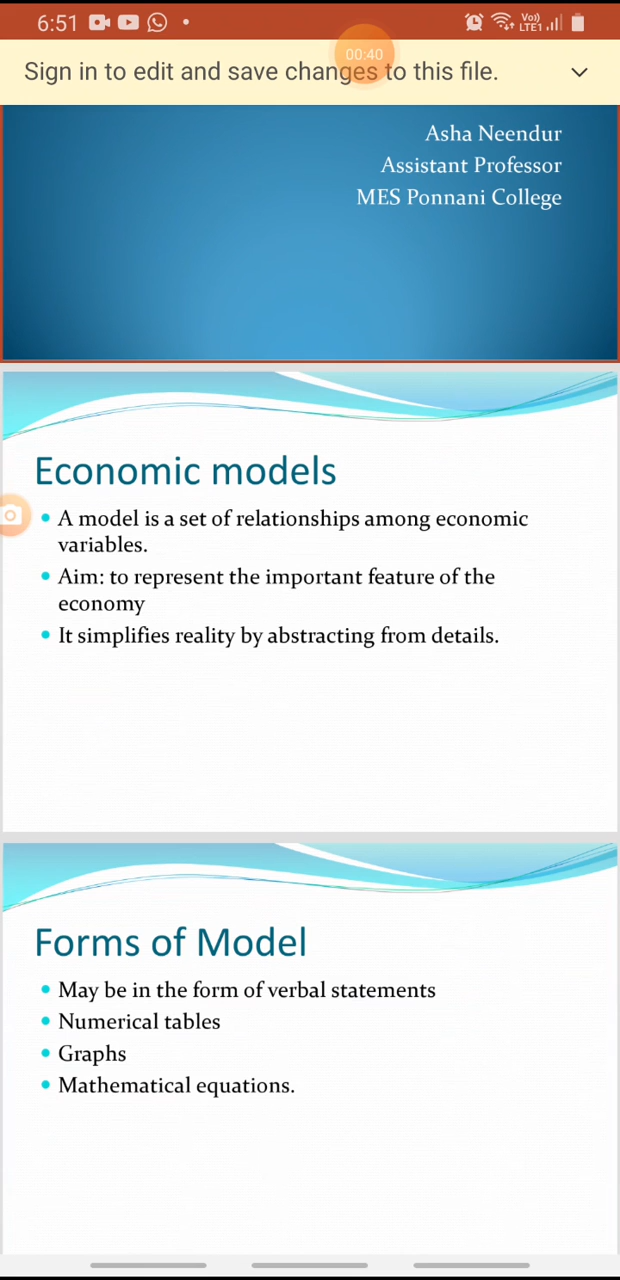 6:51
Vo)
LTE1
00:40
Sign in to edit and save changes to this file.
Asha Neendur
Assistant Professor
MES Ponnani College
Economic models
• A model is a set of relationships among economic
variables.
• Aim: to represent the important feature of the
economy
• It simplifies reality by abstracting from details.
Forms of Model
• May be in the form of verbal statements
• Numerical tables
• Graphs
• Mathematical equations.